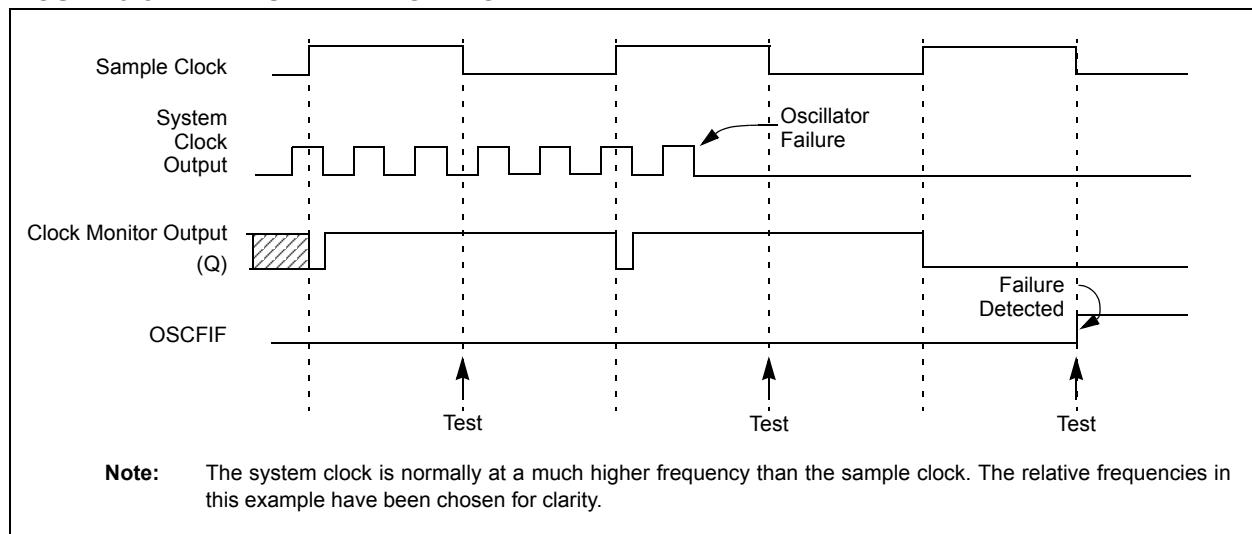 Sample Clock
System
Clock
Output
Oscillator
Failure
Clock Monitor Output
(Q)
Failure
Detected
OSCFIF
Test
Test
Test
Note: The system clock is normally at a much higher frequency than the sample clock. The relative frequencies in
this example have been chosen for clarity.